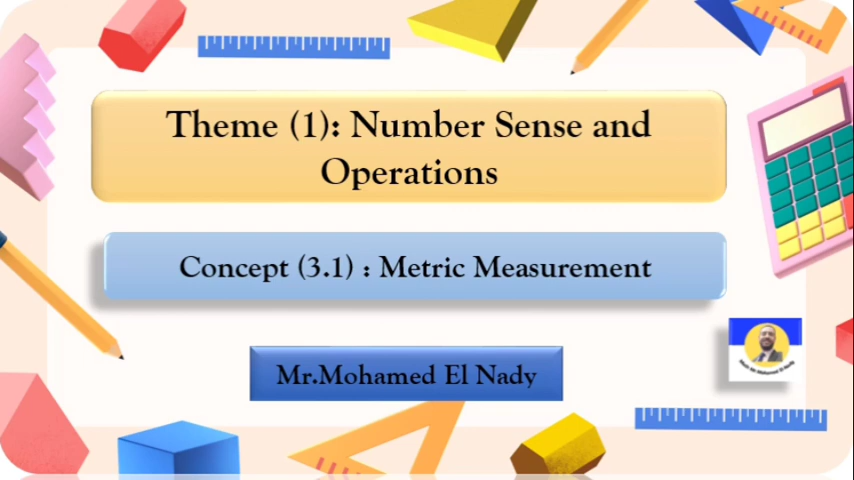 Theme (1): Number Sense and
Operations
Concept (3.1) : Metric Measurement
Mr.Mohamed El Nady